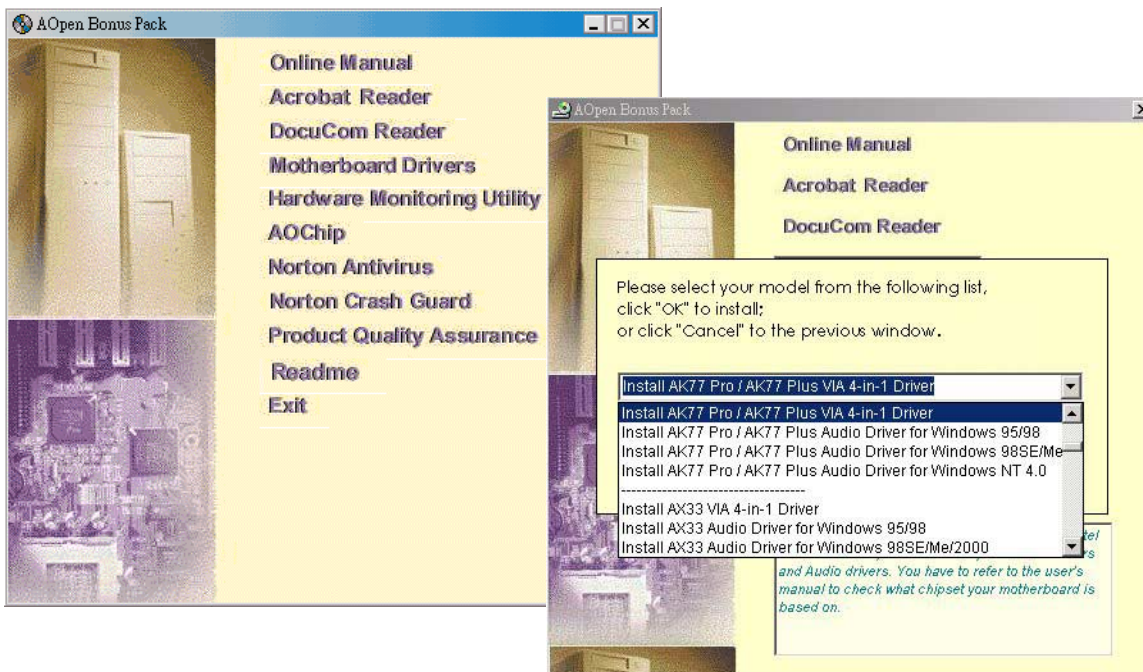 AOpen Bonus Pack
Online Manual
Acrobat Reader
DocuCom Reader
Motherboard Drivers
Hardware Monitoring Utility
AOChip
Norton Antivirus
Norton Crash Guard
Product Quality Assurance
Readme
Exit
AOpen Bonus Pack
Online Manual
Acrobat Reader
DocuCom Reader
Please select your model from the following list,
click "OK" to install;
or click "Cancel" to the previous window.
Install AK77 Pro / AK77 Plus VIA 4-in-1 Driver
Install AK77 Pro / AK77 Plus VIA 4-in-1 Driver
Install AK77 Pro / AK77 Plus Audio Driver for Windows 95/98
Install AK77 Pro / AK77 Plus Audio Driver for Windows 98SE/Me
Install AK77 Pro / AK77 Plus Audio Driver for Windows NT 4.0
-----------------------------------
Install AX33 VIA 4-in-1 Driver
Install AX33 Audio Driver for Windows 95/98
Install AX33 Audio Driver for Windows 98SE/Me/2000
and Audio drivers. You have to refer to the user's
manual to check what chipset your motherboard is
based on.